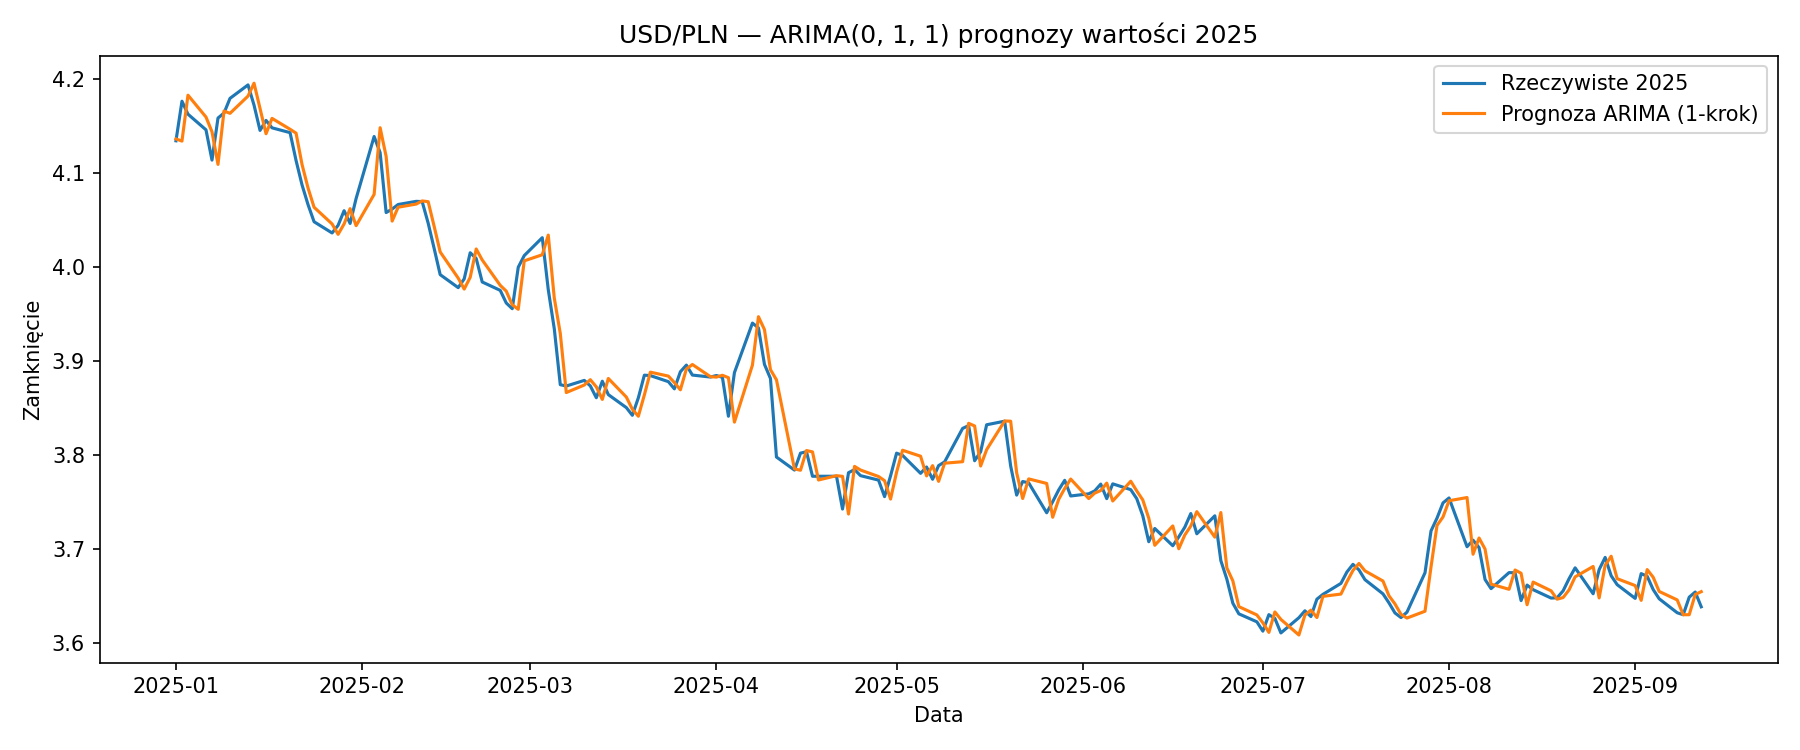 USD/PLN — ARIMA(0, 1, 1) prognozy wartości 2025
Rzeczywiste 2025
Prognoza ARIMA (1-krok)
Zamknięcie
4.2
4.1
4.0
3.9
3.8
3.7
3.6
2025-01 2025-02 2025-03 2025-04 2025-05 2025-06 2025-07 2025-08 2025-09
Data